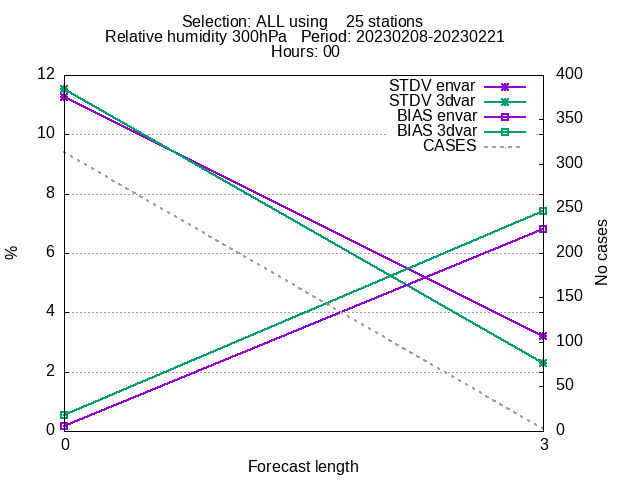 Selection: ALL using    25 stations
Relative humidity 300hPa   Period: 20230208-20230221
Hours: 00
STDV envar
STDV 3dvar
BIAS envar
BIAS 3dvar
CASES
12
10
8
6
4
2
0
%
400
350
300
250
200
150
100
50
0
No cases
0
3
Forecast length